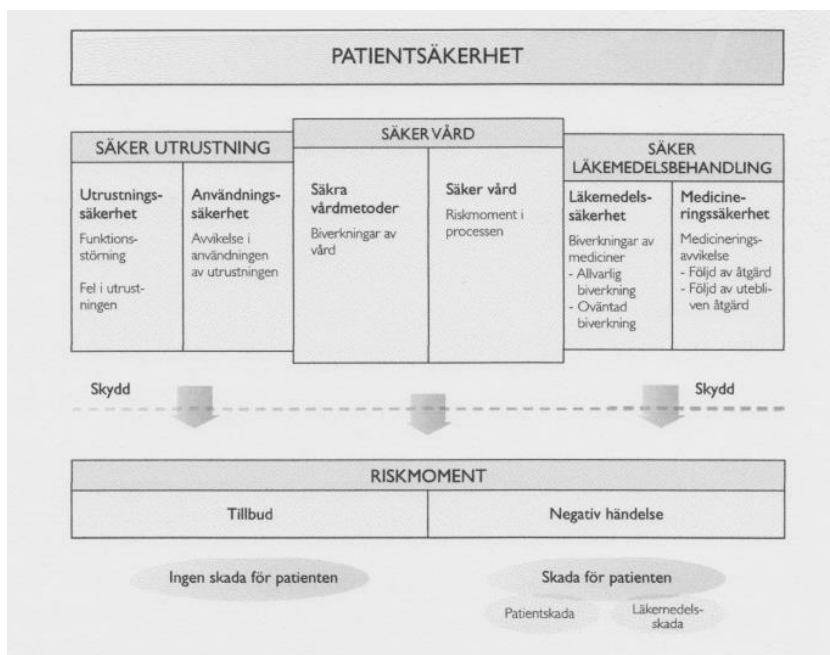 PATIENTSÄKERHET
SÄKER UTRUSTNING
Utrustnings-
säkerhet
Funktions-
störning
Fel i utrust-
ningen
Användnings-
säkerhet
Avvikelse i
användningen
av utrustningen
SÄKER VÅRD
Säkra
vårdmetoder
Biverkningar av
vård
Säker vård
Riskmoment i
processen
SÄKER
LÄKEMEDELSBEHANDLING
Läkemedels-
säkerhet
Biverkningar av
mediciner
- Allvarlig
biverkning
- Oväntad
biverkning
Medicine-
ringssäkerhet
Medicinerings-
avvikelse
- Följd av åtgärd
- Följd av utebli-
ven åtgärd
Skydd
Skydd
RISKMOMENT
Tillbud
Negativ händelse
Ingen skada för patienten
Skada för patienten
Patientskada
Läkemedels-
skada